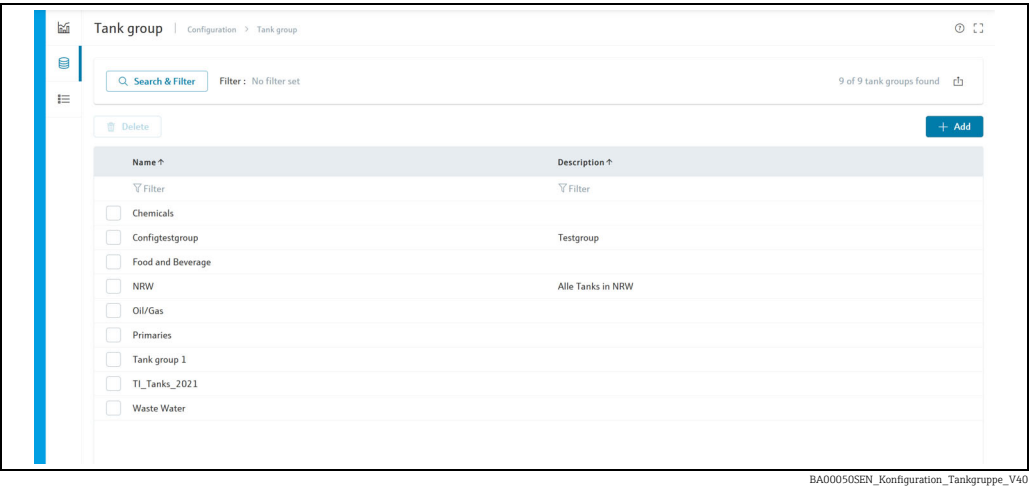 Tank group | Configuration > Tank group
Search & Filter Filter : No filter set 9 of 9 tank groups found
Delete + Add
Name ↑ Description ↑
Filter Filter
Chemicals
Configtestgroup Testgroup
Food and Beverage
NRW Alle Tanks in NRW
Oil/Gas
Primaries
Tank group 1
TI_Tanks_2021
Waste Water
BA00050SEN_Konfiguration_Tankgruppe_V40